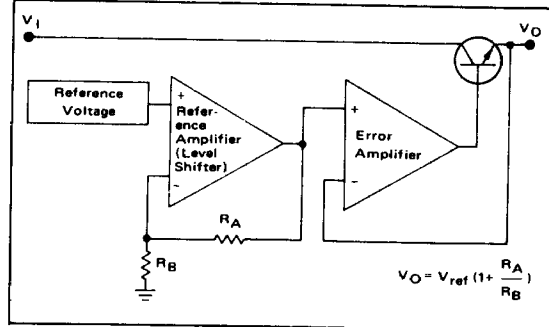 VI
VO
Reference
Voltage
+
Refer-
ence
Amplifier
(Level
Shifter)
−
+
Error
Amplifier
−
RA
RB
VO = Vref (1+ RA/RB)